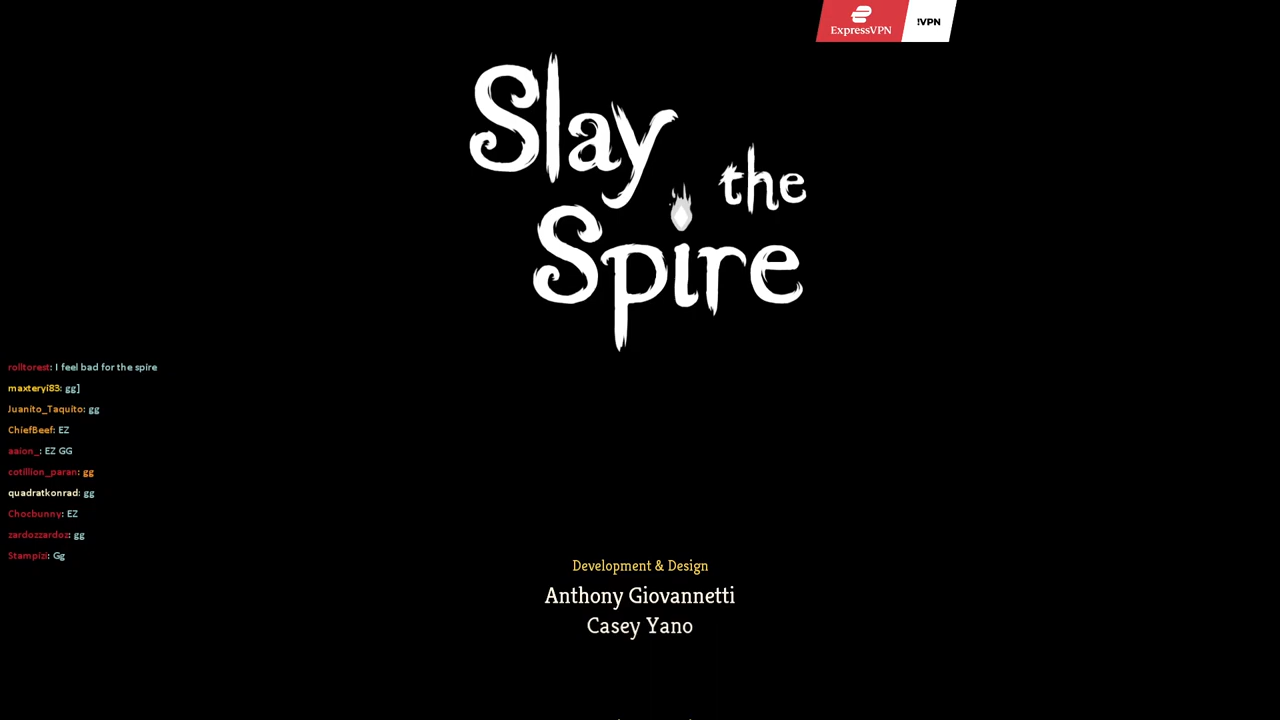 ExpressVPN
!VPN
Slay
the
Spire
rolltorest: I feel bad for the spire
maxteryi83: gg]
Juanito_Taquito: gg
ChiefBeef: EZ
aaion_: EZ GG
cotillion_paran: gg
quadratkonrad: gg
Chocbunny: EZ
zardozzardoz: gg
Stampizi: Gg
Development & Design
Anthony Giovannetti
Casey Yano